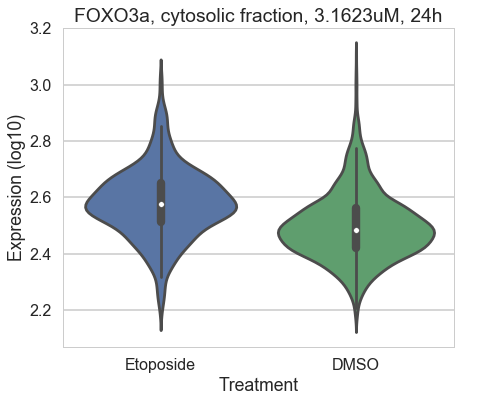 FOXO3a, cytosolic fraction, 3.1623uM, 24h
3.2
3.0
2.8
2.6
2.4
2.2
Expression (log10)
Etoposide DMSO
Treatment